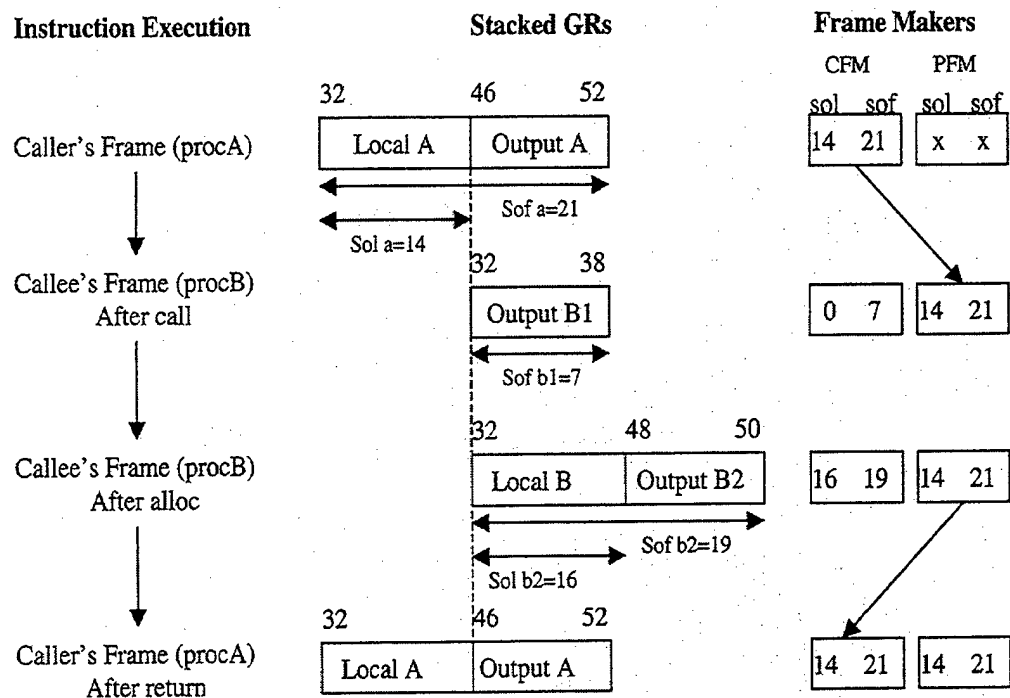 Instruction Execution Stacked GRs Frame Makers
CFM PFM
32 46 52 sol sof sol sof
Caller's Frame (procA) Local A Output A 14 21 x x
Sof a=21
Sol a=14
32 38
Callee's Frame (procB)
After call
Output B1 0 7 14 21
Sof b1=7
32 48 50
Callee's Frame (procB)
After alloc
Local B Output B2 16 19 14 21
Sof b2=19
Sol b2=16
32 46 52
Caller's Frame (procA)
After return
Local A Output A 14 21 14 21